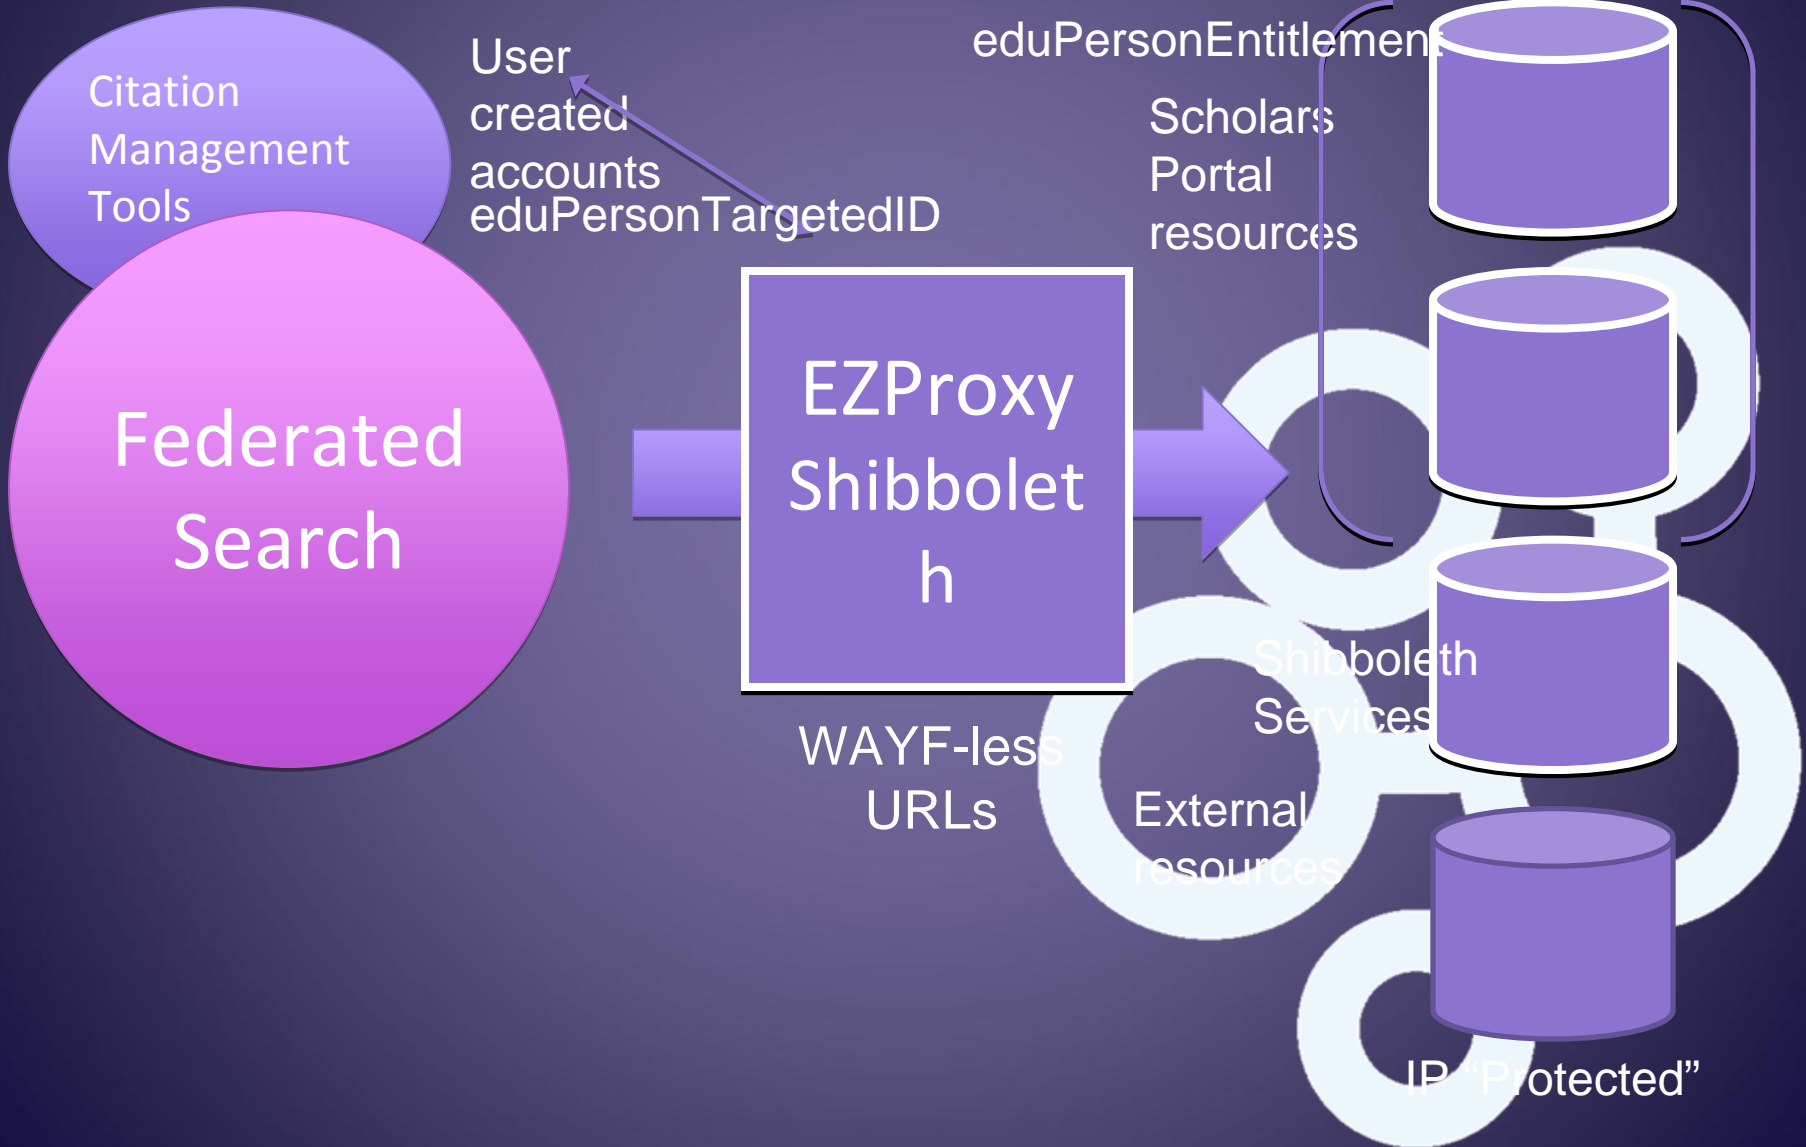 Citation
Management
Tools
User
created
accounts
eduPersonTargetedID
eduPersonEntitlement
Scholars
Portal
resources
Federated
Search
EZProxy
Shibbolet
h
WAYF-less
URLs
Shibboleth
Services
External
resources
IP “Protected”